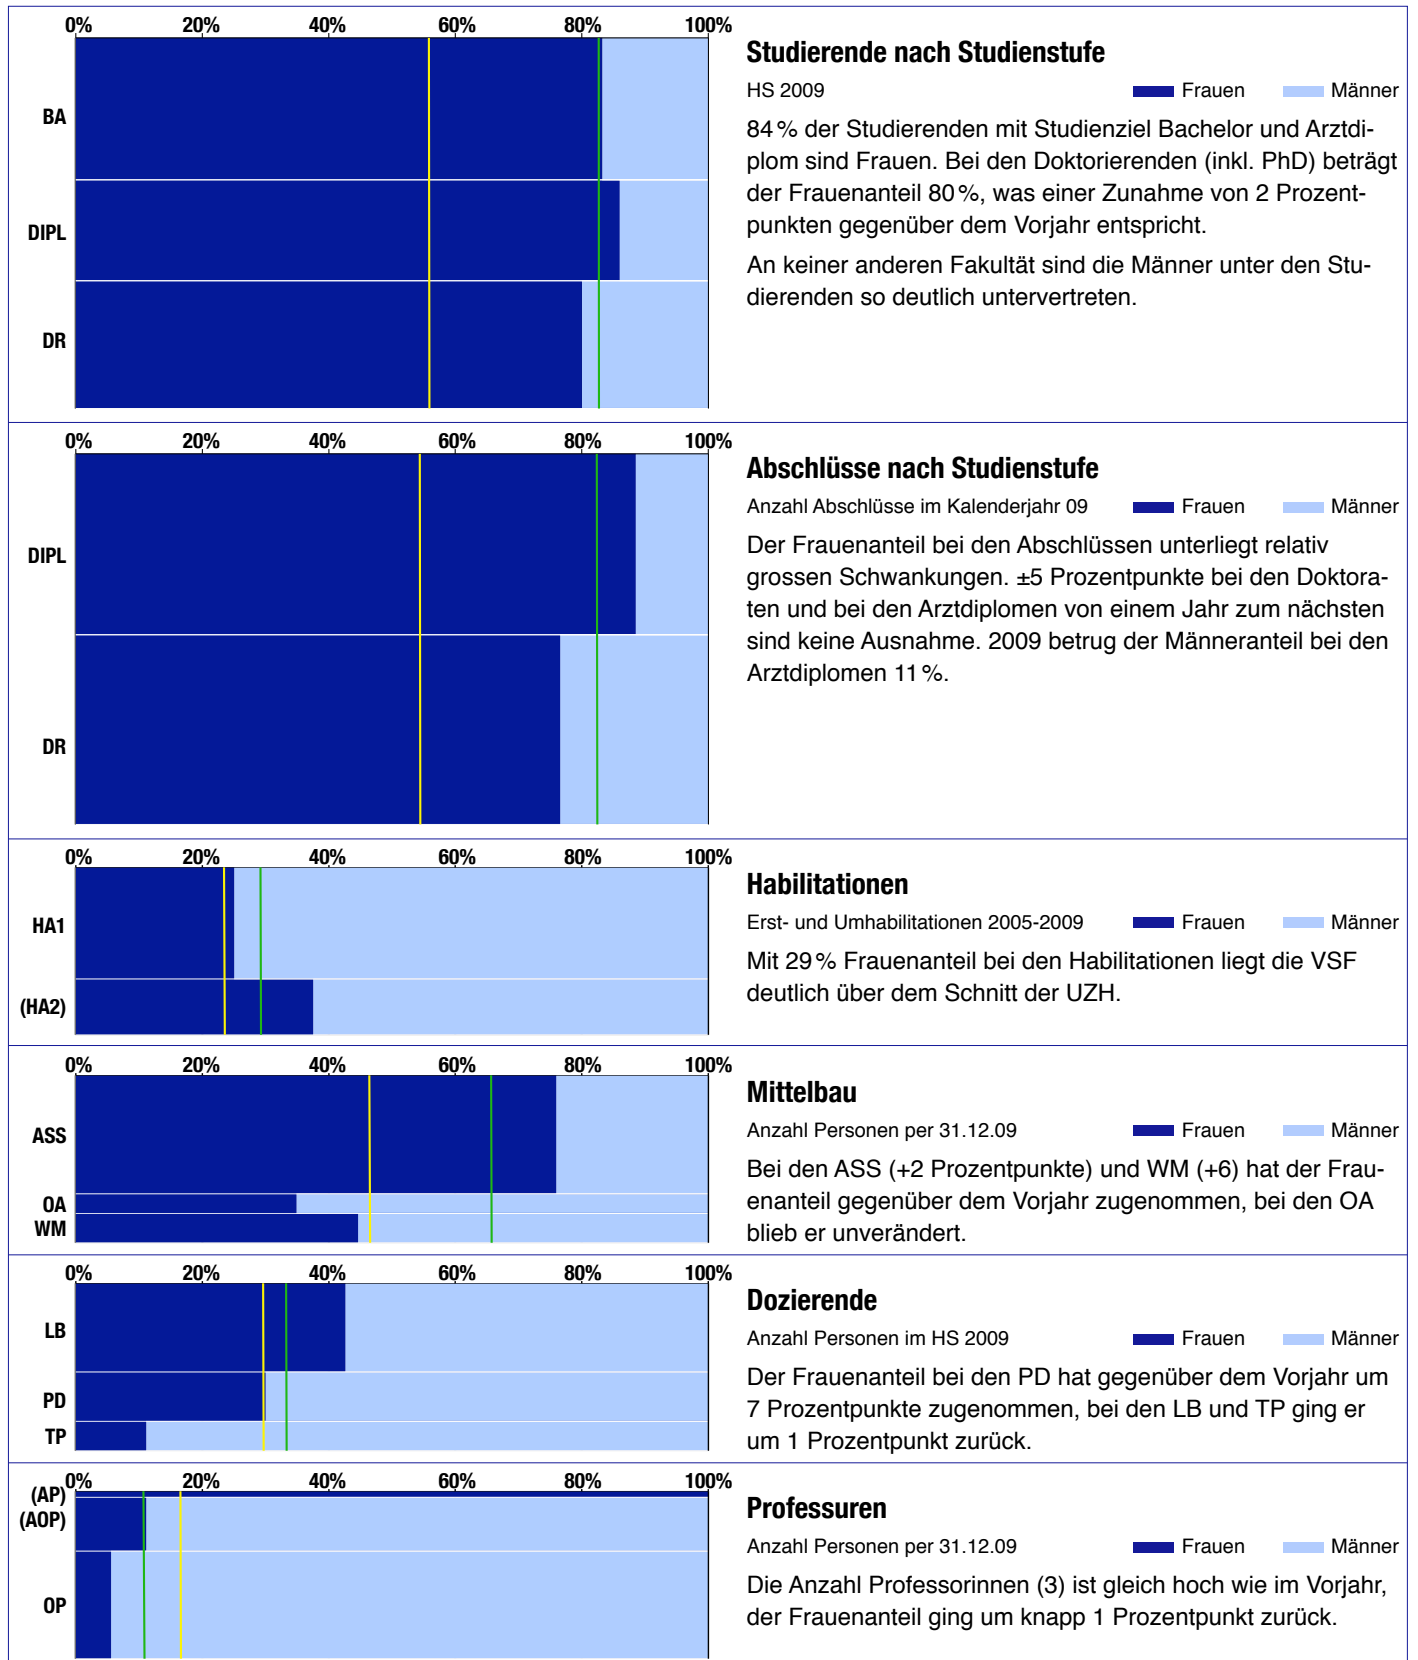 0% 20% 40% 60% 80% 100%
BA
DIPL
DR
Studierende nach Studienstufe
HS 2009 Frauen Männer
84 % der Studierenden mit Studienziel Bachelor und Arztdi-
plom sind Frauen. Bei den Doktorierenden (inkl. PhD) beträgt
der Frauenanteil 80 %, was einer Zunahme von 2 Prozent-
punkten gegenüber dem Vorjahr entspricht.
An keiner anderen Fakultät sind die Männer unter den Stu-
dierenden so deutlich untervertreten.
0% 20% 40% 60% 80% 100%
DIPL
DR
Abschlüsse nach Studienstufe
Anzahl Abschlüsse im Kalenderjahr 09 Frauen Männer
Der Frauenanteil bei den Abschlüssen unterliegt relativ
grossen Schwankungen. ±5 Prozentpunkte bei den Doktora-
ten und bei den Arztdiplomen von einem Jahr zum nächsten
sind keine Ausnahme. 2009 betrug der Männeranteil bei den
Arztdiplomen 11 %.
0% 20% 40% 60% 80% 100%
HA1
(HA2)
Habilitationen
Erst- und Umhabilitationen 2005-2009 Frauen Männer
Mit 29 % Frauenanteil bei den Habilitationen liegt die VSF
deutlich über dem Schnitt der UZH.
0% 20% 40% 60% 80% 100%
ASS
OA
WM
Mittelbau
Anzahl Personen per 31.12.09 Frauen Männer
Bei den ASS (+2 Prozentpunkte) und WM (+6) hat der Frau-
enanteil gegenüber dem Vorjahr zugenommen, bei den OA
blieb er unverändert.
0% 20% 40% 60% 80% 100%
LB
PD
TP
Dozierende
Anzahl Personen im HS 2009 Frauen Männer
Der Frauenanteil bei den PD hat gegenüber dem Vorjahr um
7 Prozentpunkte zugenommen, bei den LB und TP ging er
um 1 Prozentpunkt zurück.
0% 20% 40% 60% 80% 100%
(AP)
(AOP)
OP
Professuren
Anzahl Personen per 31.12.09 Frauen Männer
Die Anzahl Professorinnen (3) ist gleich hoch wie im Vorjahr,
der Frauenanteil ging um knapp 1 Prozentpunkt zurück.